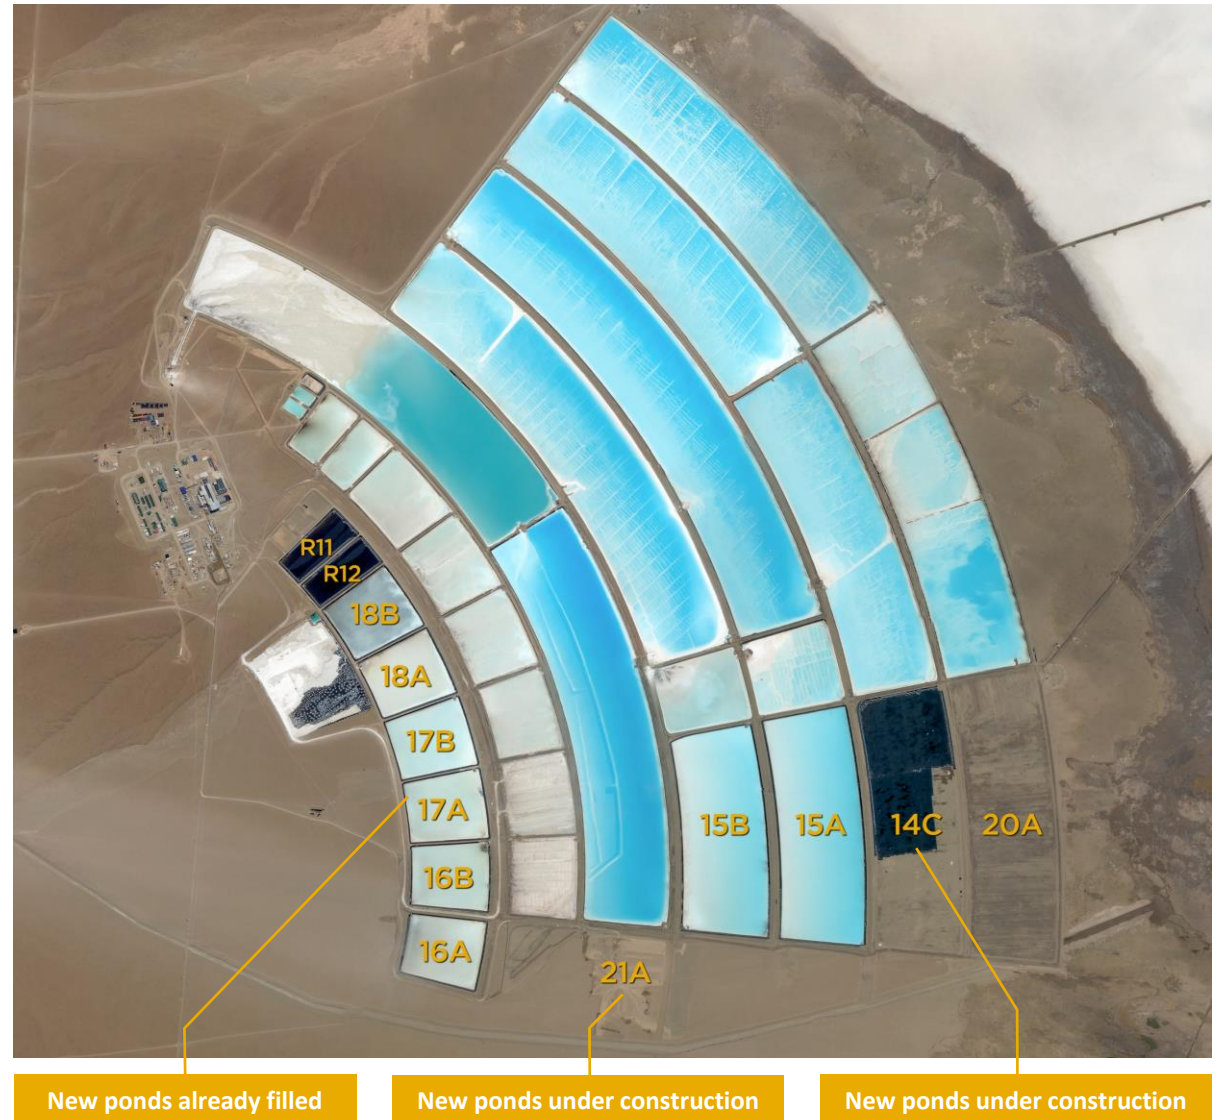 R11
R12
18B
18A
17B
17A
15B
15A
14C
20A
16B
16A
21A
New ponds already filled
New ponds under construction
New ponds under construction